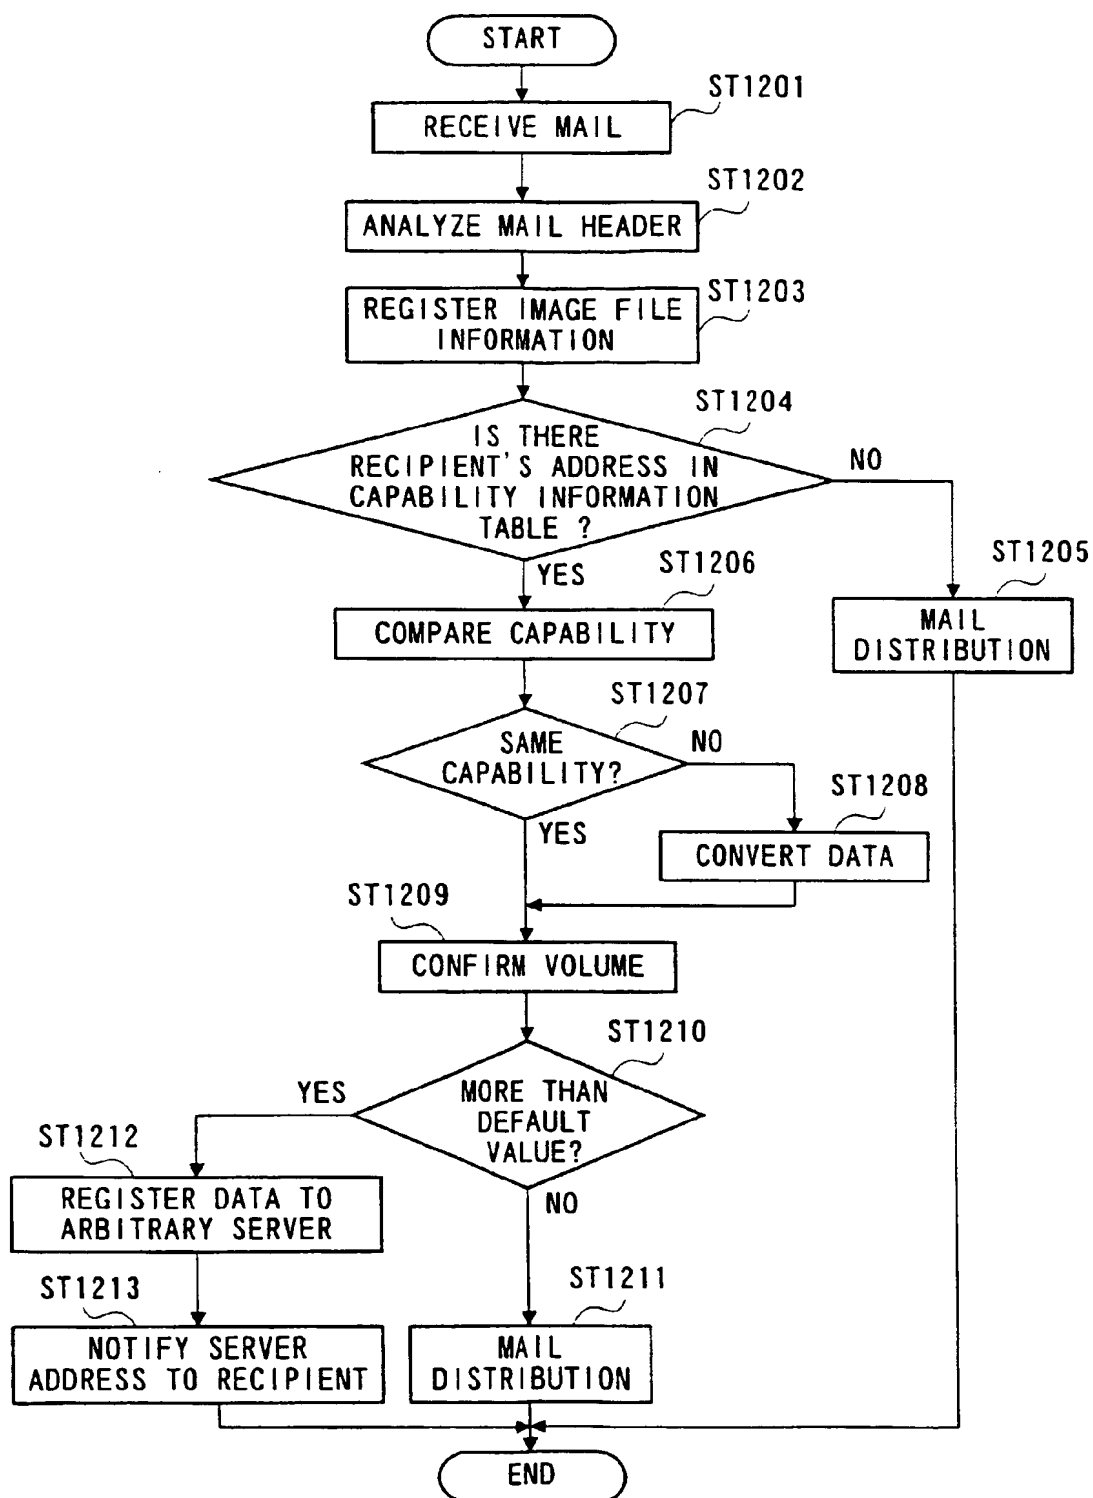 START
ST1201
RECEIVE MAIL
ST1202
ANALYZE MAIL HEADER
ST1203
REGISTER IMAGE FILE
INFORMATION
ST1204
IS THERE
RECIPIENT'S ADDRESS IN
CAPABILITY INFORMATION
TABLE ?
NO
YES
ST1205
MAIL
DISTRIBUTION
ST1206
COMPARE CAPABILITY
ST1207
SAME
CAPABILITY?
NO
YES
ST1208
CONVERT DATA
ST1209
CONFIRM VOLUME
ST1210
MORE THAN
DEFAULT
VALUE?
YES
NO
ST1212
REGISTER DATA TO
ARBITRARY SERVER
ST1213
NOTIFY SERVER
ADDRESS TO RECIPIENT
ST1211
MAIL
DISTRIBUTION
END